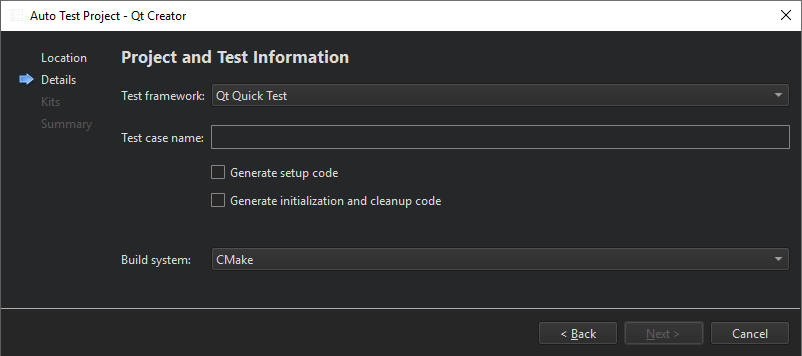 Auto Test Project - Qt Creator
Location
Details
Kits
Summary
Project and Test Information
Test framework: Qt Quick Test
Test case name:
Generate setup code
Generate initialization and cleanup code
Build system: CMake
< Back Next > Cancel